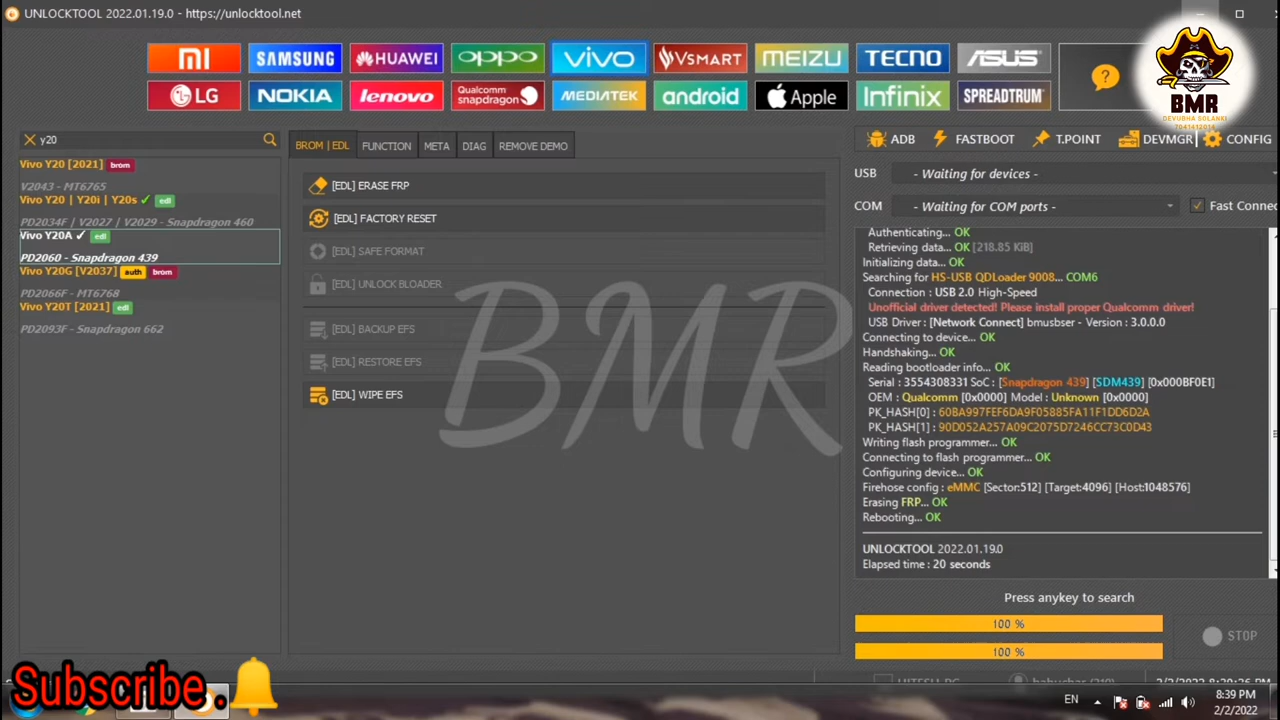 UNLOCKTOOL 2022.01.19.0 - https://unlocktool.net
mi SAMSUNG HUAWEI oppo vivo VSMART MEIZU TECNO ASUS
LG NOKIA lenovo Qualcomm snapdragon MEDIATEK android Apple Infinix SPREADTRUM
?
BMR
DEVUBHA SOLANKI
7041412014
y20
Vivo Y20 [2021] brom
V2043 - MT6765
Vivo Y20 | Y20i | Y20s ✓ edl
PD2034F | V2027 | V2029 - Snapdragon 460
Vivo Y20A ✓ edl
PD2060 - Snapdragon 439
Vivo Y20G [V2037] auth brom
PD2066F - MT6768
Vivo Y20T [2021] edl
PD2093F - Snapdragon 662
BROM | EDL FUNCTION META DIAG REMOVE DEMO
[EDL] ERASE FRP
[EDL] FACTORY RESET
[EDL] SAFE FORMAT
[EDL] UNLOCK BLOADER
[EDL] BACKUP EFS
[EDL] RESTORE EFS
[EDL] WIPE EFS
BMR
ADB FASTBOOT T.POINT DEVMGR CONFIG
USB - Waiting for devices -
COM - Waiting for COM ports - Fast Connec
Authenticating... OK
Retrieving data... OK [218.85 KiB]
Initializing data... OK
Searching for HS-USB QDLoader 9008... COM6
Connection : USB 2.0 High-Speed
Unofficial driver detected! Please install proper Qualcomm driver!
USB Driver : [Network Connect] bmusbser - Version : 3.0.0.0
Connecting to device... OK
Handshaking... OK
Reading bootloader info... OK
Serial : 3554308331 SoC : [Snapdragon 439] [SDM439] [0x000BF0E1]
OEM : Qualcomm [0x0000] Model : Unknown [0x0000]
PK_HASH[0] : 60BA997FEF6DA9F05885FA11F1DD6D2A
PK_HASH[1] : 90D052A257A09C2075D7246CC73C0D43
Writing flash programmer... OK
Connecting to flash programmer... OK
Configuring device... OK
Firehose config : eMMC [Sector:512] [Target:4096] [Host:1048576]
Erasing FRP... OK
Rebooting... OK
UNLOCKTOOL 2022.01.19.0
Elapsed time : 20 seconds
Press anykey to search
100 %
STOP
100 %
Subscribe .
EN
8:39 PM
2/2/2022